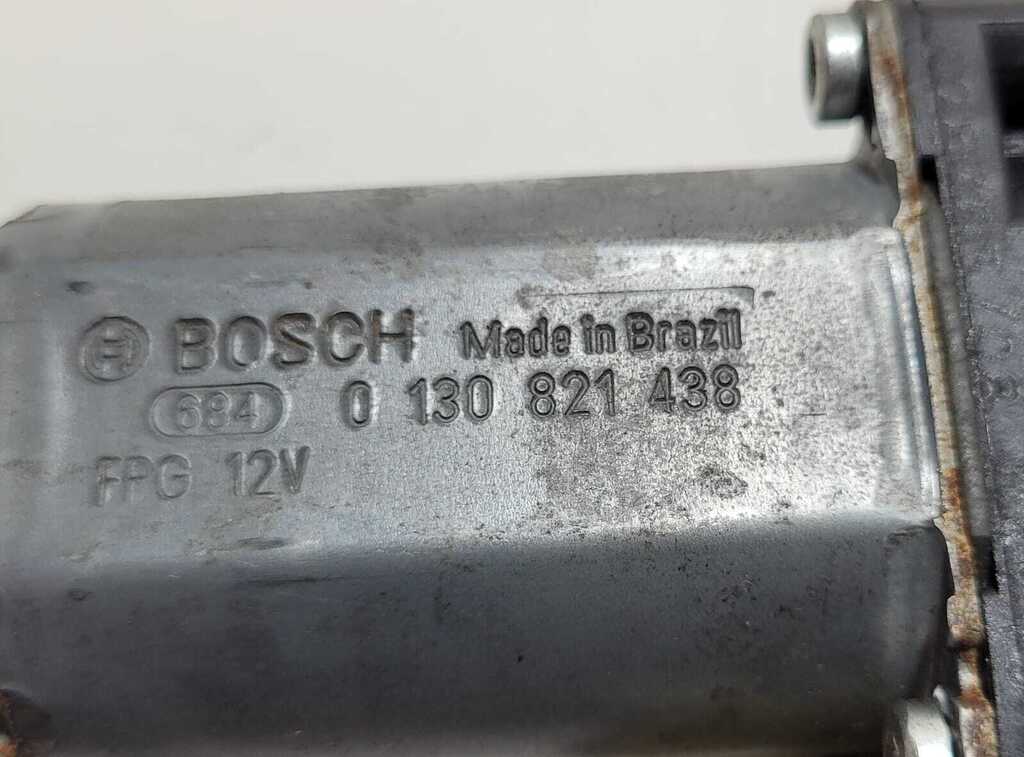 BOSCH Made in Brazil
684 0 130 821 438
FPG 12V